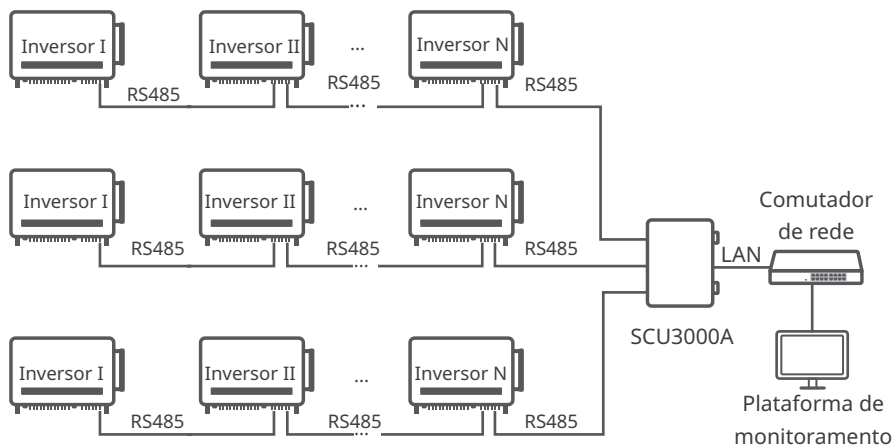 Inversor I
Inversor II
...
Inversor N
RS485
RS485
...
RS485
Inversor I
Inversor II
...
Inversor N
RS485
RS485
...
RS485
Comutador
de rede
LAN
SCU3000A
Inversor I
Inversor II
...
Inversor N
RS485
RS485
...
RS485
Plataforma de
monitoramento